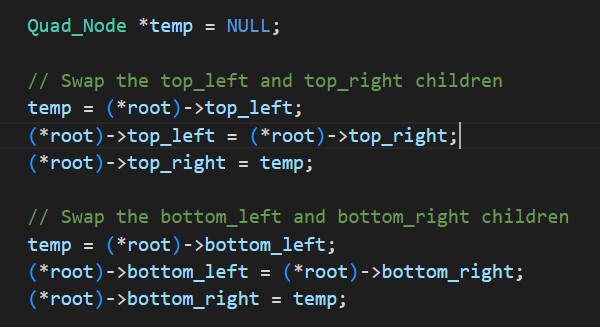 Quad_Node *temp = NULL;
// Swap the top_left and top_right children
temp = (*root)->top_left;
(*root)->top_left = (*root)->top_right;
(*root)->top_right = temp;
// Swap the bottom_left and bottom_right children
temp = (*root)->bottom_left;
(*root)->bottom_left = (*root)->bottom_right;
(*root)->bottom_right = temp;